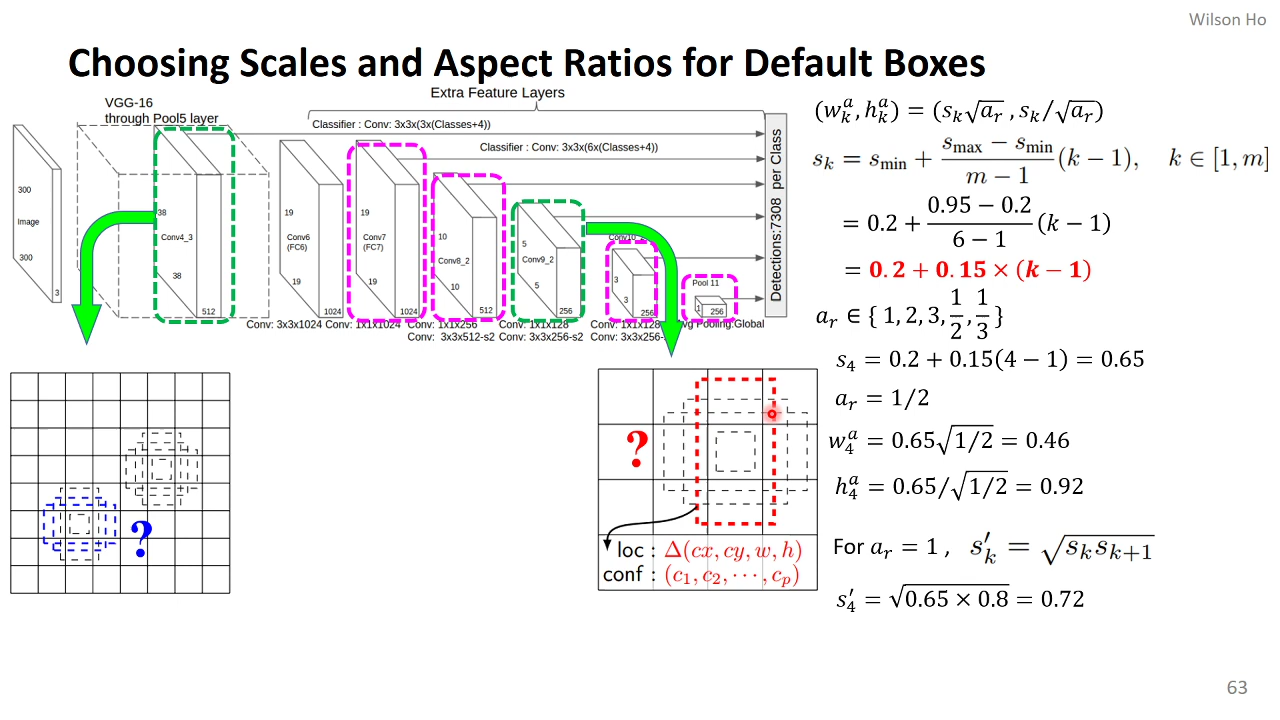 Wilson Ho
Choosing Scales and Aspect Ratios for Default Boxes
Extra Feature Layers
VGG-16
through Pool5 layer
Classifier : Conv: 3x3x(3x(Classes+4))
Classifier : Conv: 3x3x(6x(Classes+4))
300
Image
300
3
38
Conv4_3
38
512
19
Conv6
(FC6)
19
1024
19
Conv7
(FC7)
19
1024
10
Conv8_2
10
512
5
Conv9_2
5
256
3
3
256
Pool 11
1
256
Detections:7308 per Class
Conv: 3x3x1024
Conv: 1x1x1024
Conv: 1x1x256
Conv: 3x3x512-s2
Conv: 1x1x128
Conv: 3x3x256-s2
Conv: 1x1x128
Conv: 3x3x256-
Pooling:Global
?
?
loc : Δ(cx, cy, w, h)
conf : (c₁, c₂, ⋯, cₚ)
(w_k^a, h_k^a) = (s_k√a_r , s_k/√a_r)
s_k = s_min + (s_max − s_min)/(m − 1) (k − 1), k ∈ [1, m]
= 0.2 + (0.95 − 0.2)/(6 − 1) (k − 1)
= 0.2 + 0.15 × (k − 1)
a_r ∈ { 1, 2, 3, 1/2, 1/3 }
s_4 = 0.2 + 0.15(4 − 1) = 0.65
a_r = 1/2
w_4^a = 0.65√(1/2) = 0.46
h_4^a = 0.65/√(1/2) = 0.92
For a_r = 1 , s′_k = √(s_k s_{k+1})
s′_4 = √(0.65 × 0.8) = 0.72
63